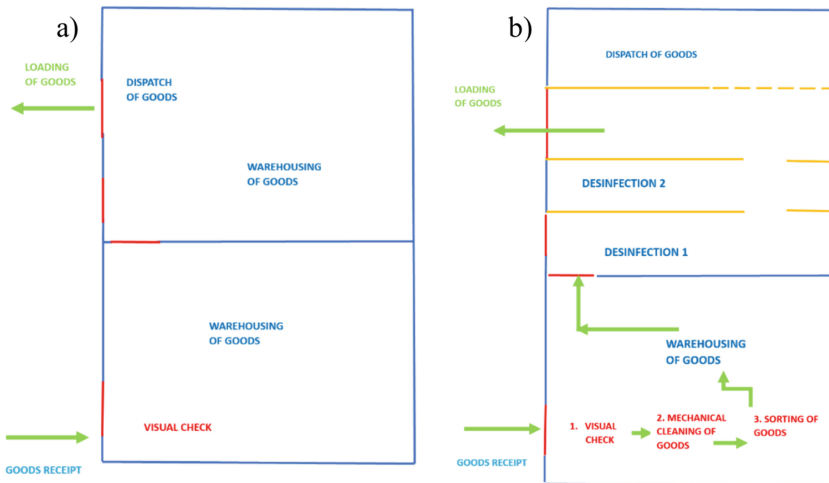 a)
LOADING
OF GOODS
DISPATCH
OF GOODS
WAREHOUSING
OF GOODS
WAREHOUSING
OF GOODS
VISUAL CHECK
GOODS RECEIPT
b)
DISPATCH OF GOODS
LOADING
OF GOODS
DESINFECTION 2
DESINFECTION 1
WAREHOUSING
OF GOODS
1. VISUAL
CHECK
2. MECHANICAL
CLEANING OF
GOODS
3. SORTING OF
GOODS
GOODS RECEIPT